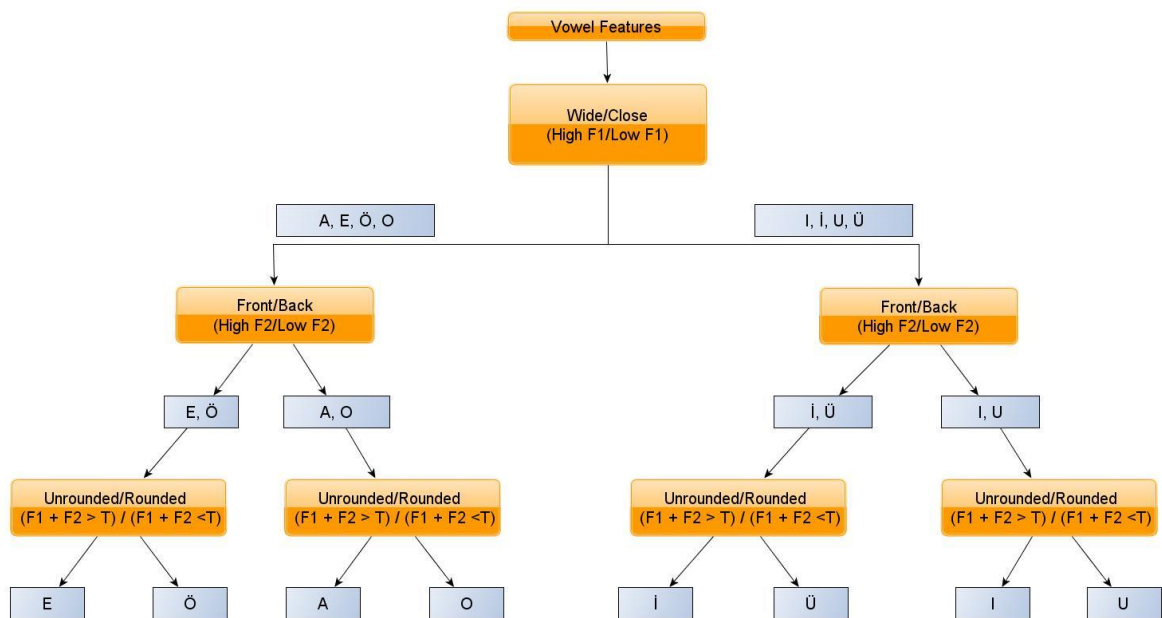 Vowel Features
Wide/Close
(High F1/Low F1)
A, E, Ö, O
I, İ, U, Ü
Front/Back
(High F2/Low F2)
Front/Back
(High F2/Low F2)
E, Ö
A, O
İ, Ü
I, U
Unrounded/Rounded
(F1 + F2 > T) / (F1 + F2 <T)
Unrounded/Rounded
(F1 + F2 > T) / (F1 + F2 <T)
Unrounded/Rounded
(F1 + F2 > T) / (F1 + F2 <T)
Unrounded/Rounded
(F1 + F2 > T) / (F1 + F2 <T)
E
Ö
A
O
İ
Ü
I
U